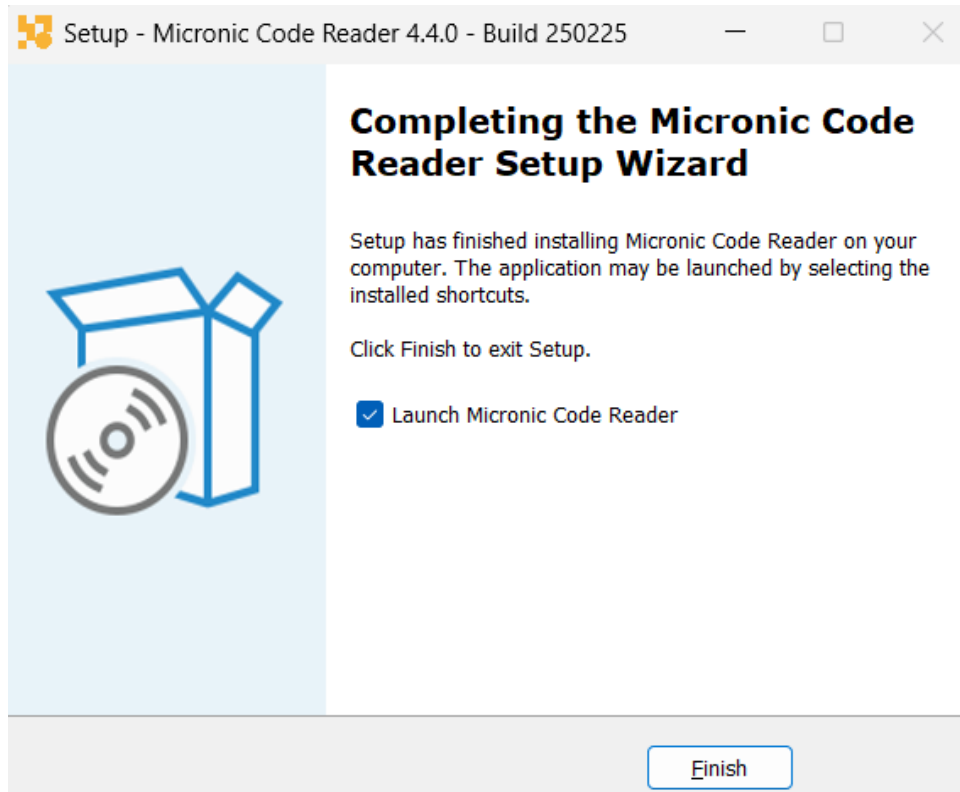 Setup - Micronic Code Reader 4.4.0 - Build 250225
Completing the Micronic Code
Reader Setup Wizard
Setup has finished installing Micronic Code Reader on your
computer. The application may be launched by selecting the
installed shortcuts.
Click Finish to exit Setup.
Launch Micronic Code Reader
Finish